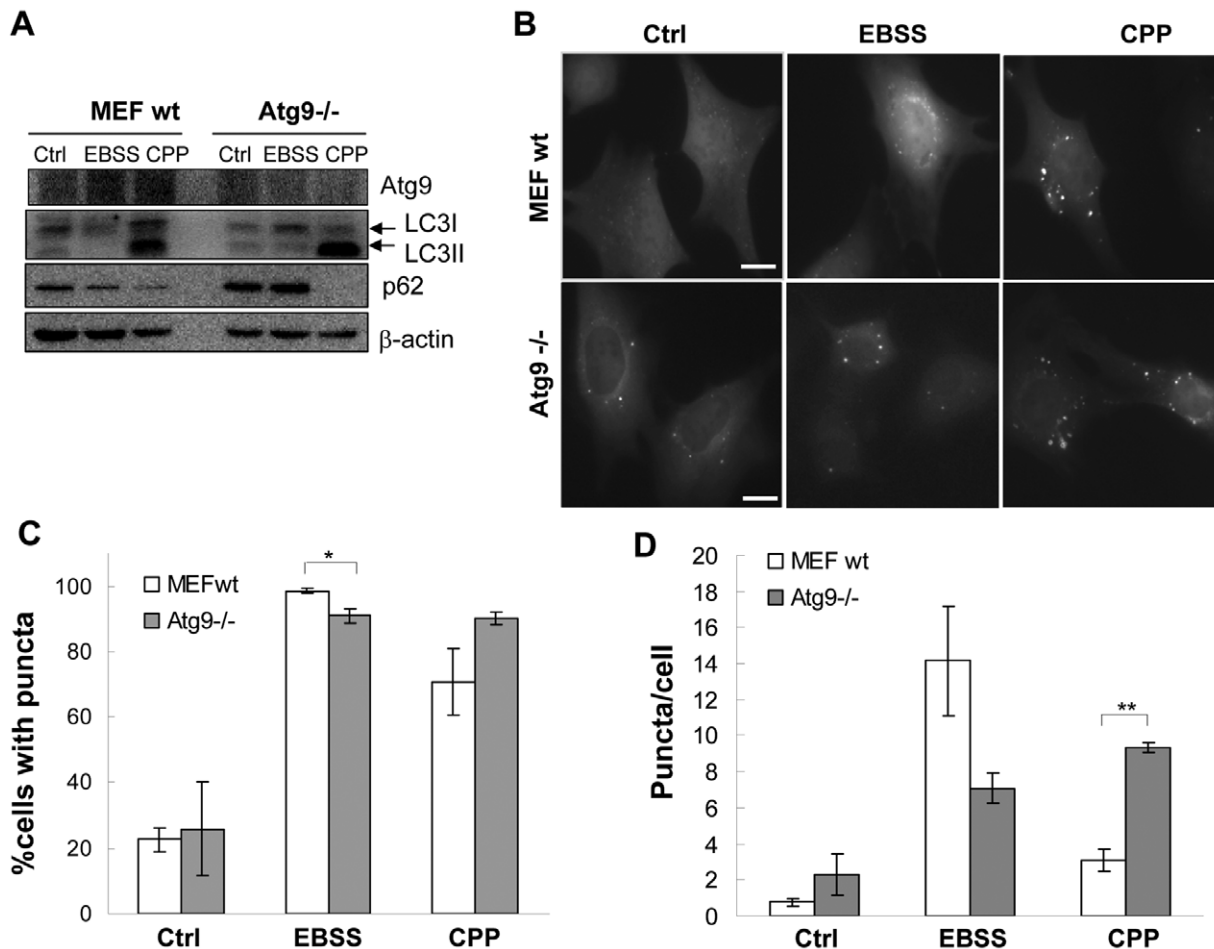 A
MEF wt Atg9-/-
Ctrl EBSS CPP Ctrl EBSS CPP
Atg9
LC3I
LC3II
p62
β-actin
B
Ctrl EBSS CPP
MEF wt
Atg9 -/-
C
%cells with puncta
100
80
60
40
20
0
MEFwt
Atg9-/-
*
Ctrl EBSS CPP
D
Puncta/cell
20
18
16
14
12
10
8
6
4
2
0
MEF wt
Atg9-/-
**
Ctrl EBSS CPP